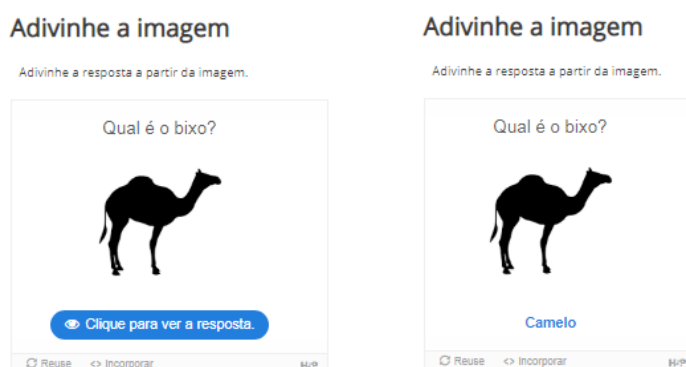 Adivinhe a imagem
Adivinhe a resposta a partir da imagem.
Qual é o bixo?
Clique para ver a resposta.
Reuse <> Incorporar
H-P
Adivinhe a imagem
Adivinhe a resposta a partir da imagem.
Qual é o bixo?
Camelo
Reuse <> Incorporar
H-P